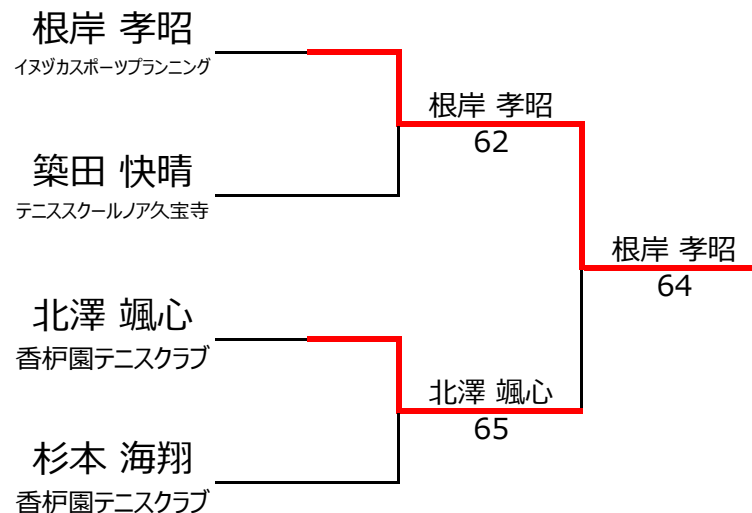 根岸 孝昭
イヌヅカスポーツプランニング
根岸 孝昭
62
築田 快晴
テニススクールノア久宝寺
根岸 孝昭
64
北澤 颯心
香枦園テニスクラブ
北澤 颯心
65
杉本 海翔
香枦園テニスクラブ